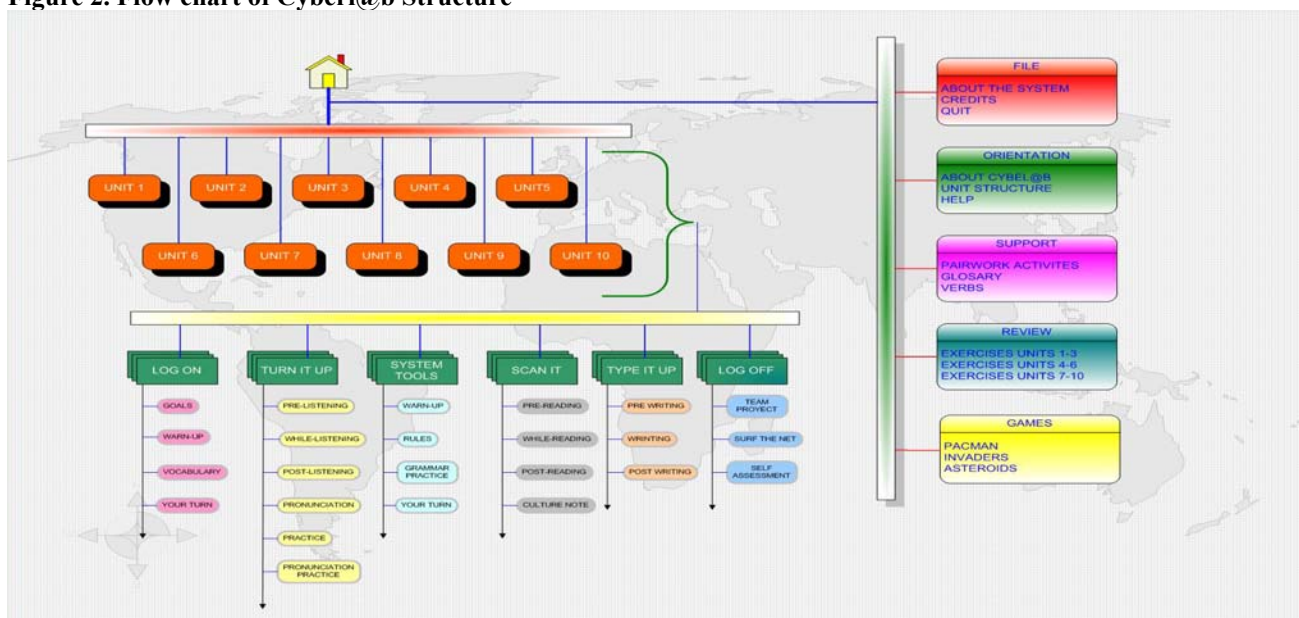 Figure 2. Flow chart of Cyberl@b Structure
UNIT 1
UNIT 2
UNIT 3
UNIT 4
UNIT5
UNIT 6
UNIT 7
UNIT 8
UNIT 9
UNIT 10
LOG ON
GOALS
WARN-UP
VOCABULARY
YOUR TURN
TURN IT UP
PRE-LISTENING
WHILE-LISTENING
POST-LISTENING
PRONUNCIATION
PRACTICE
PRONUNCIATION
PRACTICE
SYSTEM
TOOLS
WARN-UP
RULES
GRAMMAR
PRACTICE
YOUR TURN
SCAN IT
PRE-READING
WHILE-READING
POST-READING
CULTURE NOTE
TYPE IT UP
PRE WRITING
WRINTING
POST WRITING
LOG OFF
TEAM
PROYECT
SURF THE NET
SELF
ASSESSMENT
FILE
ABOUT THE SYSTEM
CREDITS
QUIT
ORIENTATION
ABOUT CYBEL@B
UNIT STRUCTURE
HELP
SUPPORT
PAIRWORK ACTIVITES
GLOSARY
VERBS
REVIEW
EXERCISES UNITS 1-3
EXERCISES UNITS 4-6
EXERCISES UNITS 7-10
GAMES
PACMAN
INVADERS
ASTEROIDS